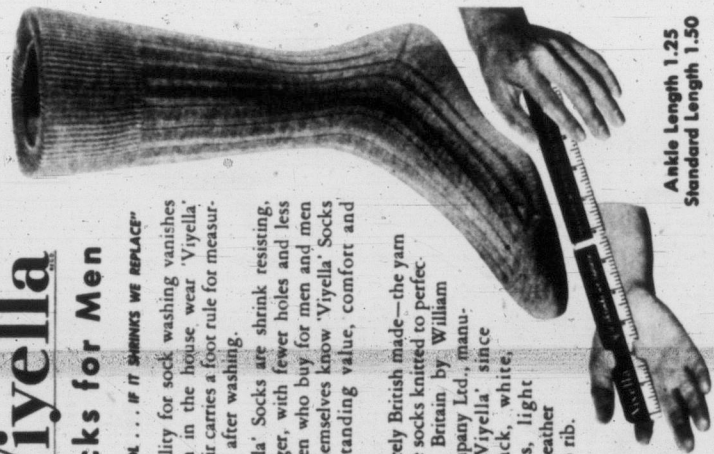 Viyella
cks for Men
... IF IT SHRINKS WE REPLACE"
lity for sock washing vanishes
n in the house wear 'Viyella'
ir carries a foot rule for measur-
after washing.
la' Socks are shrink resisting,
ger, with fewer holes and less
en who buy for men and men
emselves know 'Viyella' Socks
tanding value, comfort and
rely British made—the yarn
e socks knitted to perfec-
Britain by William
pany Ltd., manu-
Viyella' since
ck, white,
s, light
eather
rib.
Viyella
Ankle Length 1.25
Standard Length 1.50